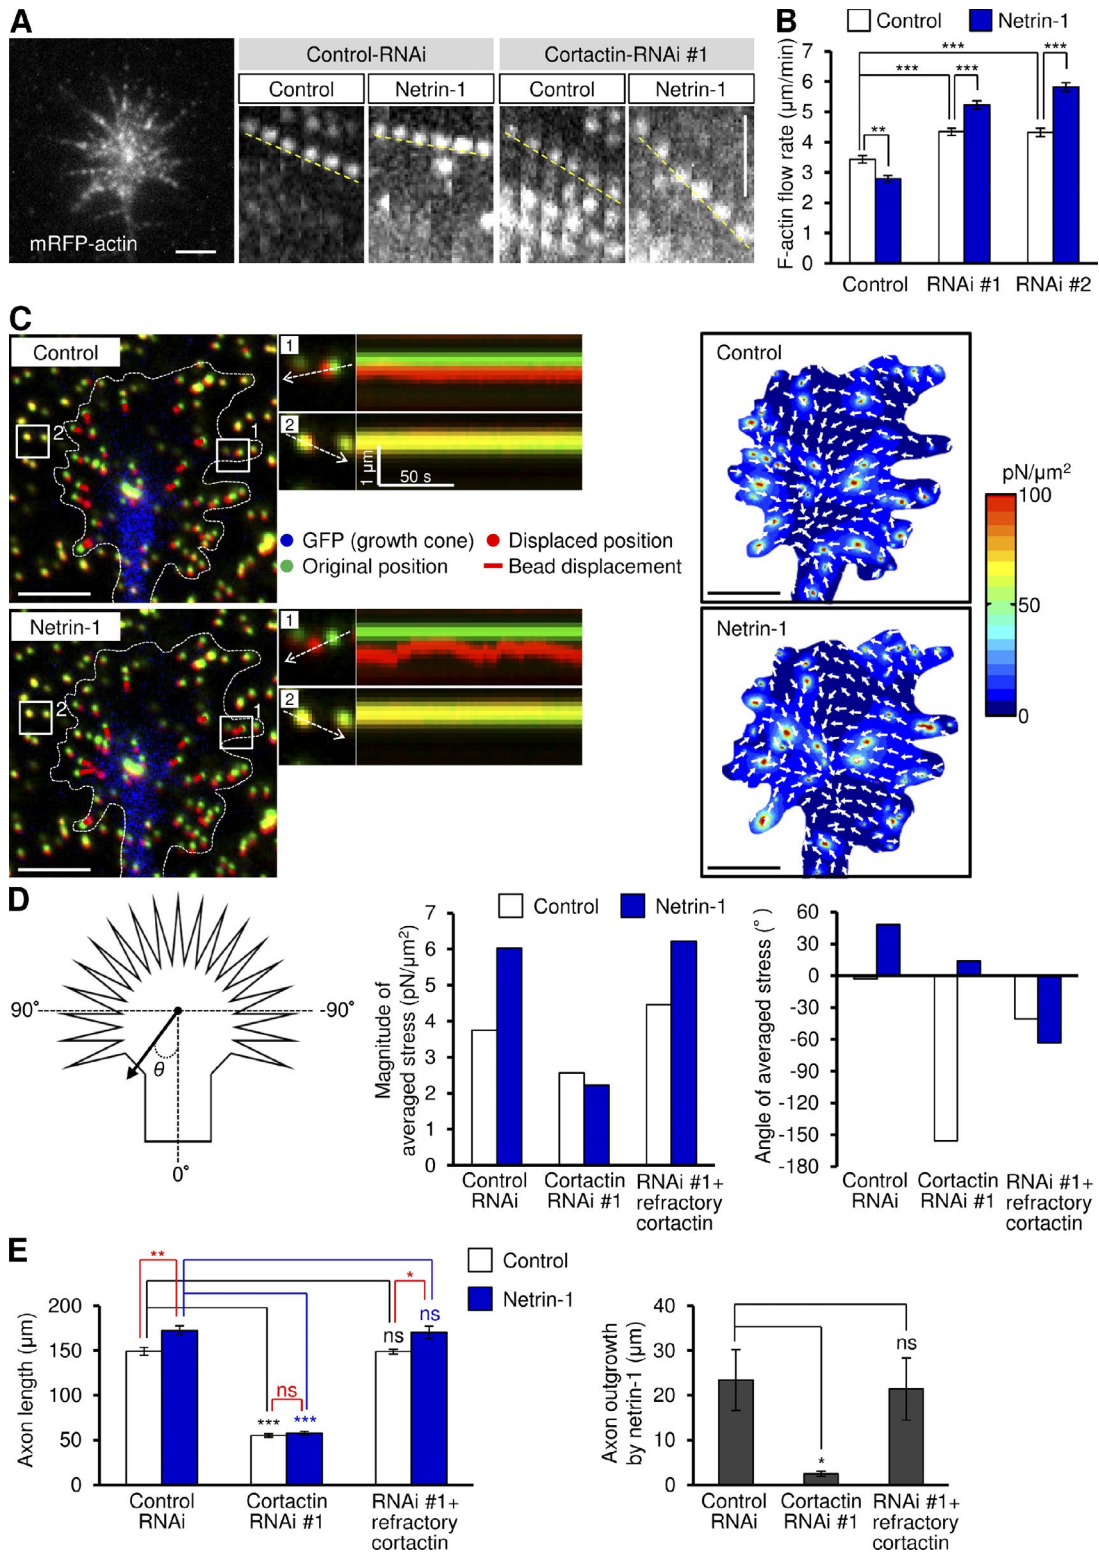 A
Control-RNAi
Cortactin-RNAi #1
Control
Netrin-1
Control
Netrin-1
mRFP-actin
B
Control
Netrin-1
F-actin flow rate (μm/min)
7
6
5
4
3
2
1
0
***
***
***
***
**
Control
RNAi #1
RNAi #2
C
Control
2
1
1
2
1 μm
50 s
GFP (growth cone)
Displaced position
Original position
Bead displacement
Netrin-1
2
1
1
2
Control
Netrin-1
pN/μm²
100
50
0
D
90°
-90°
θ
0°
Control
Netrin-1
Magnitude of
averaged stress (pN/μm²)
7
6
5
4
3
2
1
0
Control
RNAi
Cortactin
RNAi #1
RNAi #1+
refractory
cortactin
Angle of averaged stress (°)
60
30
0
-30
-60
-90
-120
-150
-180
Control
RNAi
Cortactin
RNAi #1
RNAi #1+
refractory
cortactin
E
Control
Netrin-1
Axon length (μm)
200
150
100
50
0
**
*
ns
ns
ns
***
***
Control
RNAi
Cortactin
RNAi #1
RNAi #1+
refractory
cortactin
Axon outgrowth
by netrin-1 (μm)
40
30
20
10
0
ns
*
Control
RNAi
Cortactin
RNAi #1
RNAi #1+
refractory
cortactin